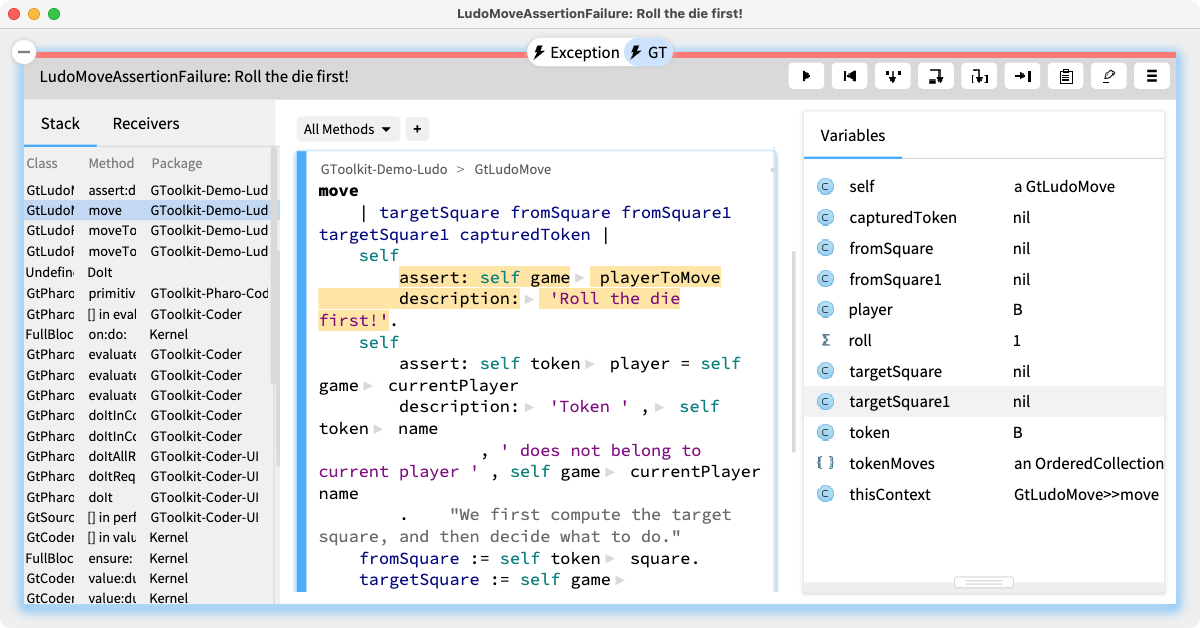 LudoMoveAssertionFailure: Roll the die first!
Exception GT
LudoMoveAssertionFailure: Roll the die first!
Stack Receivers
Class Method Package
GtLudoM assert:d GToolkit-Demo-Lud
GtLudoM move GToolkit-Demo-Lud
GtLudoF moveTo GToolkit-Demo-Lud
GtLudoF moveTo GToolkit-Demo-Lud
Undefine DoIt
GtPharo primitiv GToolkit-Pharo-Cod
GtPharo [] in eval GToolkit-Coder
FullBloc on:do: Kernel
GtPharo evaluate GToolkit-Coder
GtPharo evaluate GToolkit-Coder
GtPharo evaluate GToolkit-Coder
GtPharo doItInCo GToolkit-Coder
GtPharo doItInCo GToolkit-Coder
GtPharo doItAllR GToolkit-Coder-UI
GtPharo doItReq GToolkit-Coder-UI
GtPharo doIt GToolkit-Coder-UI
GtSourc [] in perf GToolkit-Coder-UI
GtCoder [] in valu Kernel
FullBloc ensure: Kernel
GtCoder value:du Kernel
GtCoder value:du Kernel
All Methods +
GToolkit-Demo-Ludo > GtLudoMove
move
| targetSquare fromSquare fromSquare1
targetSquare1 capturedToken |
self
assert: self game playerToMove
description: 'Roll the die
first!'.
self
assert: self token player = self
game currentPlayer
description: 'Token ' , self
token name
, ' does not belong to
current player ' , self game currentPlayer
name
. "We first compute the target
square, and then decide what to do."
fromSquare := self token square.
targetSquare := self game
Variables
self a GtLudoMove
capturedToken nil
fromSquare nil
fromSquare1 nil
player B
Σ roll 1
targetSquare nil
targetSquare1 nil
token B
{ } tokenMoves an OrderedCollection
thisContext GtLudoMove>>move